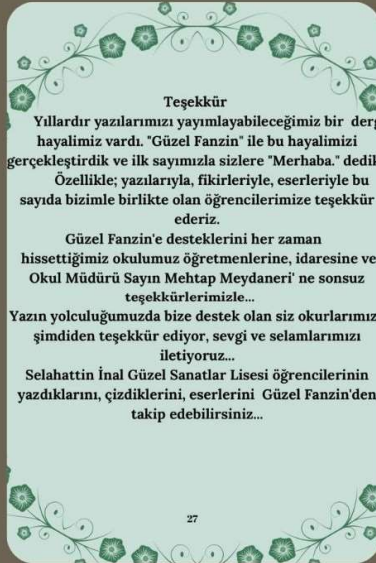 Teşekkür
Yıllardır yazılarımızı yayımlayabileceğimiz bir
hayalimiz vardı. "Güzel Fanzin" ile bu hayalimizi
gerçekleştirdik ve ilk sayımızla sizlere "Merhaba." dedik
Özellikle; yazılarıyla, fikirleriyle, eserleriyle bu
sayıda bizimle birlikte olan öğrencilerimize teşekkür
ederiz.
Güzel Fanzin'e desteklerini her zaman
hissettiğimiz okulumuz öğretmenlerine, idaresine ve
Okul Müdürü Sayın Mehtap Meydaneri' ne sonsuz
teşekkürlerimizle...
Yazın yolculuğumuzda bize destek olan siz okurlarımız
şimdiden teşekkür ediyor, sevgi ve selamlarımızı
iletiyoruz...
Selahattin İnal Güzel Sanatlar Lisesi öğrencilerinin
yazdıklarını, çizdiklerini, eserlerini Güzel Fanzin'den
takip edebilirsiniz...
27